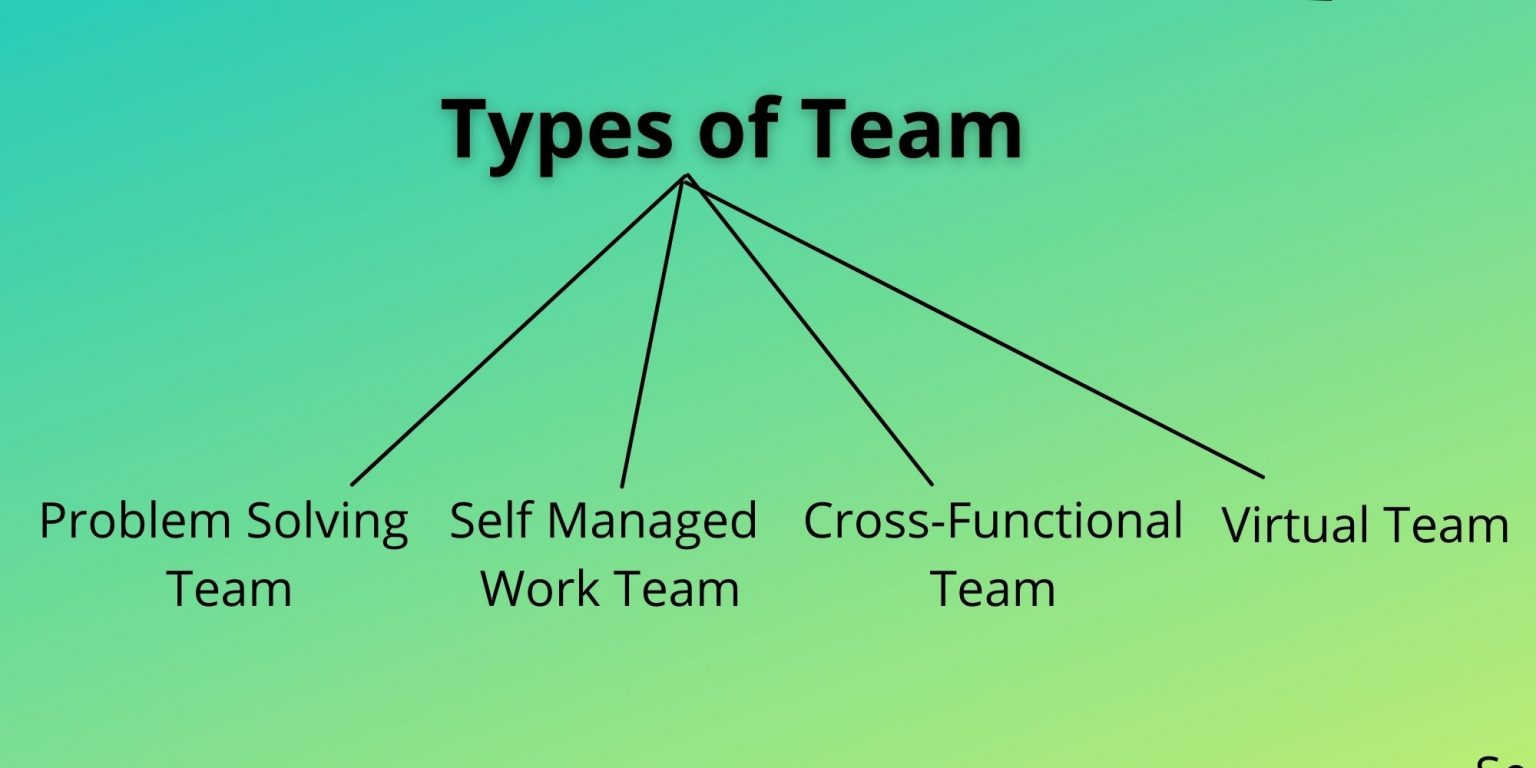 Types of Team
Problem Solving
Team
Self Managed
Work Team
Cross-Functional
Team
Virtual Team